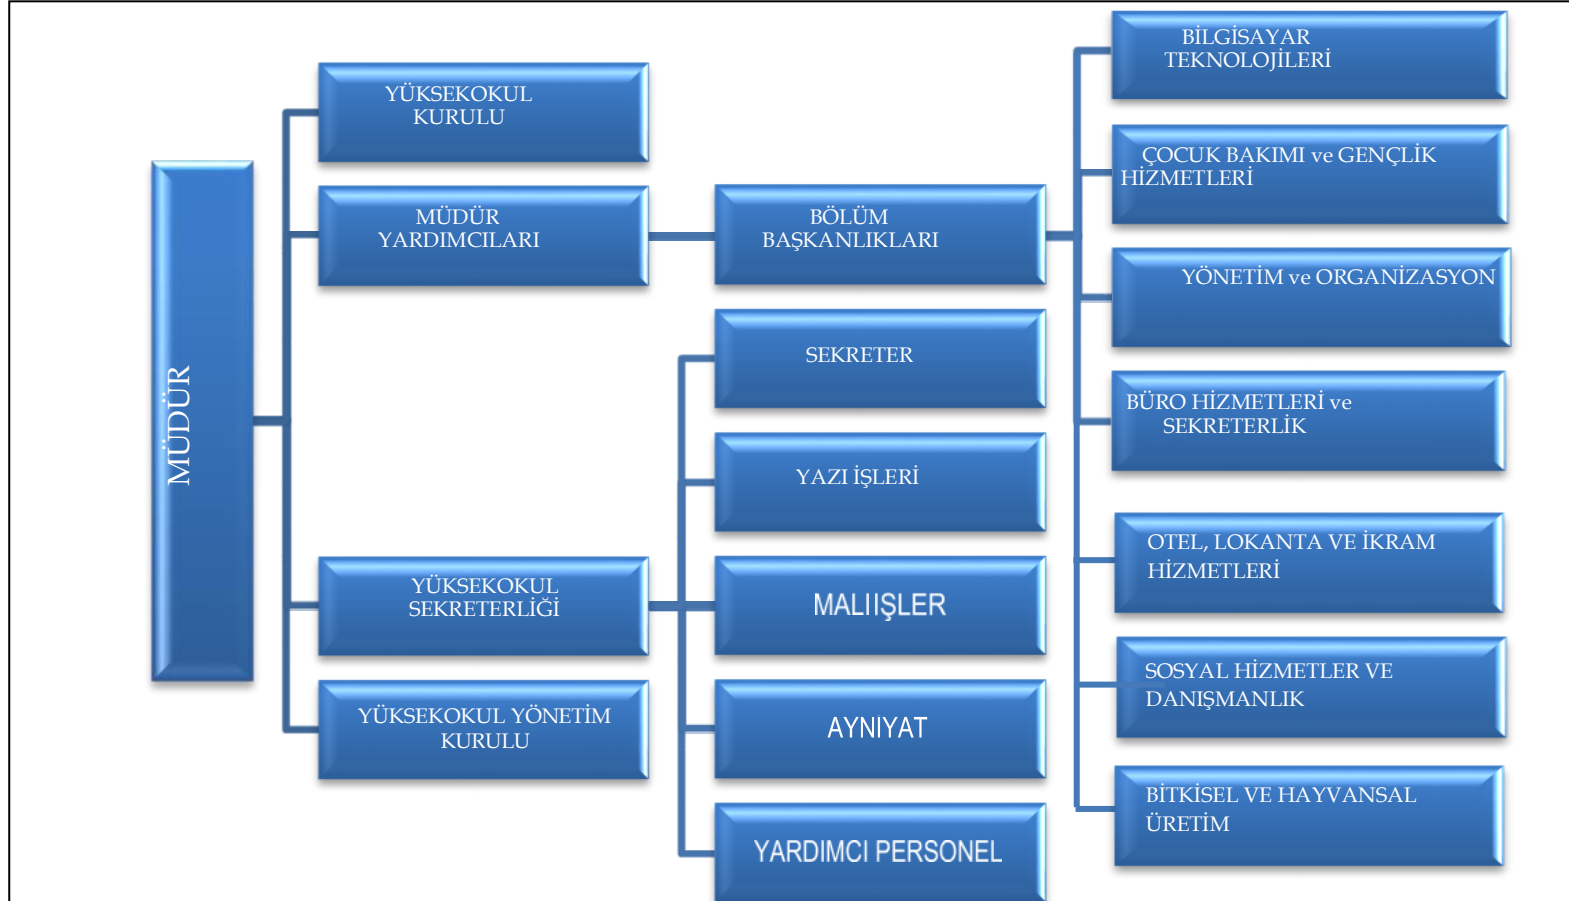 MÜDÜR
YÜKSEKOKUL
KURULU
MÜDÜR
YARDIMCILARI
YÜKSEKOKUL
SEKRETERLİĞİ
YÜKSEKOKUL YÖNETİM
KURULU
BÖLÜM
BAŞKANLIKLARI
SEKRETER
YAZI İŞLERİ
MALIIŞLER
AYNIYAT
YARDIMCI PERSONEL
BİLGİSAYAR
TEKNOLOJİLERİ
ÇOCUK BAKIMI ve GENÇLİK
HİZMETLERİ
YÖNETİM ve ORGANİZASYON
BÜRO HİZMETLERİ ve
SEKRETERLİK
OTEL, LOKANTA VE İKRAM
HİZMETLERİ
SOSYAL HİZMETLER VE
DANIŞMANLIK
BİTKİSEL VE HAYVANSAL
ÜRETİM